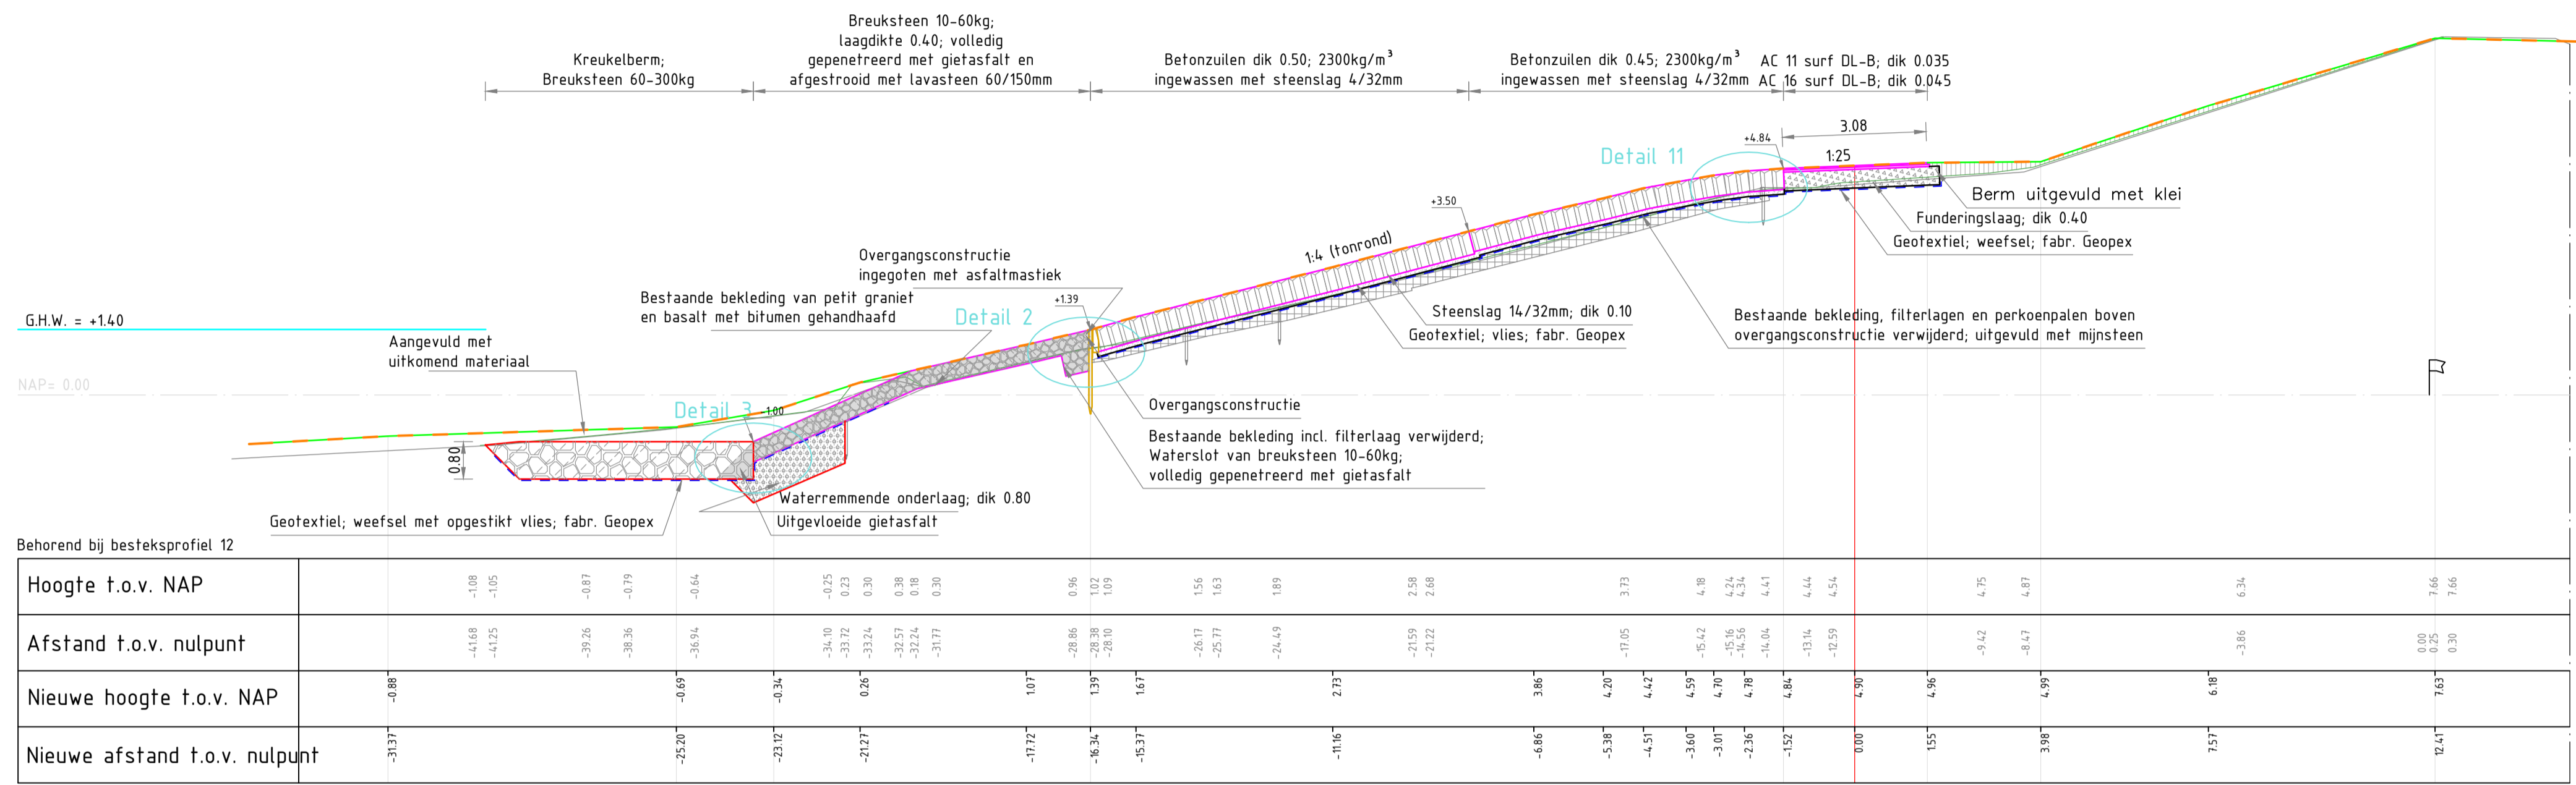 Breuksteen 10-60kg;
laagdikte 0.40; volledig
gepenetreerd met gietasfalt en
afgestrooid met lavasteen 60/150mm
Kreukelberm;
Breuksteen 60-300kg
Betonzuilen dik 0.50; 2300kg/m³
ingewassen met steenslag 4/32mm
Betonzuilen dik 0.45; 2300kg/m³
ingewassen met steenslag 4/32mm
AC 11 surf DL-B; dik 0.035
AC 16 surf DL-B; dik 0.045
3.08
+4.84
1:25
Detail 11
Berm uitgevuld met klei
Funderingslaag; dik 0.40
Geotextiel; weefsel; fabr. Geopex
+3.50
1:4 (tonrond)
Overgangsconstructie
ingegoten met asfaltmastiek
Bestaande bekleding van petit graniet
en basalt met bitumen gehandhaafd
+1.39
Detail 2
Steenslag 14/32mm; dik 0.10
Geotextiel; vlies; fabr. Geopex
Bestaande bekleding, filterlagen en perkoenpalen boven
overgangsconstructie verwijderd; uitgevuld met mijnsteen
G.H.W. = +1.40
Aangevuld met
uitkomend materiaal
NAP= 0.00
Detail 3
-1.00
0.80
Overgangsconstructie
Bestaande bekleding incl. filterlaag verwijderd;
Waterslot van breuksteen 10-60kg;
volledig gepenetreerd met gietasfalt
Waterremmende onderlaag; dik 0.80
Uitgevloeide gietasfalt
Geotextiel; weefsel met opgestikt vlies; fabr. Geopex
Behorend bij besteksprofiel 12
Hoogte t.o.v. NAP
-1.08 -1.05 -0.87 -0.79 -0.64 -0.25 0.23 0.30 0.38 0.18 0.30 0.96 1.02 1.09 1.56 1.63 1.89 2.58 2.68 3.73 4.18 4.24 4.34 4.41 4.44 4.54 4.75 4.87 6.34 7.66 7.66
Afstand t.o.v. nulpunt
-41.68 -41.25 -39.26 -38.36 -36.94 -34.10 -33.72 -33.24 -32.57 -32.24 -31.77 -28.86 -28.38 -28.10 -26.17 -25.77 -24.49 -21.59 -21.22 -17.05 -15.42 -15.16 -14.56 -14.04 -13.14 -12.59 -9.42 -8.47 -3.86 0.00 0.25 0.30
Nieuwe hoogte t.o.v. NAP
-0.88 -0.69 -0.34 0.26 1.07 1.39 1.67 2.73 3.86 4.20 4.42 4.59 4.70 4.78 4.84 4.90 4.96 4.99 6.18 7.63
Nieuwe afstand t.o.v. nulpunt
-31.37 -25.20 -23.12 -21.27 -17.72 -16.34 -15.37 -11.16 -6.86 -5.38 -4.51 -3.60 -3.01 -2.36 -1.52 0.00 1.55 3.98 7.57 12.41